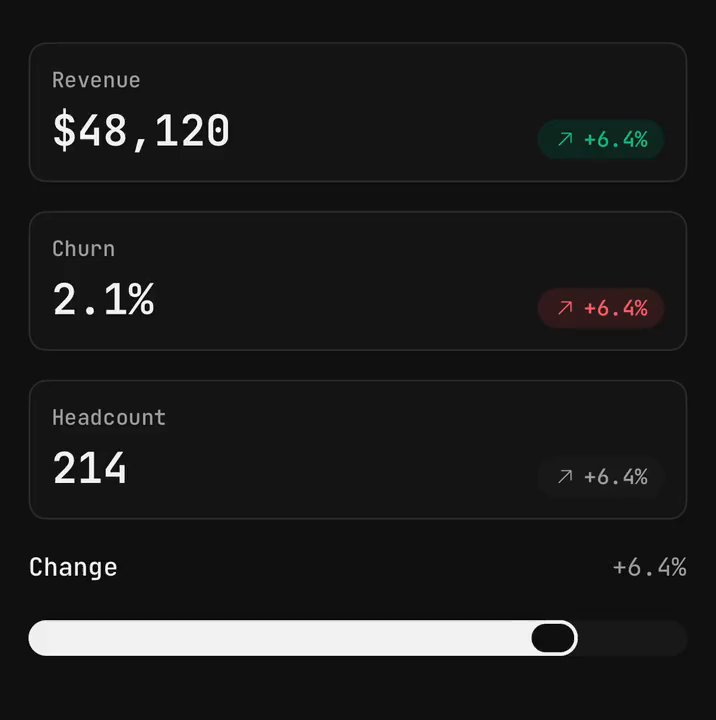 Revenue
$48,120
↗ +6.4%
Churn
2.1%
↗ +6.4%
Headcount
214
↗ +6.4%
Change +6.4%